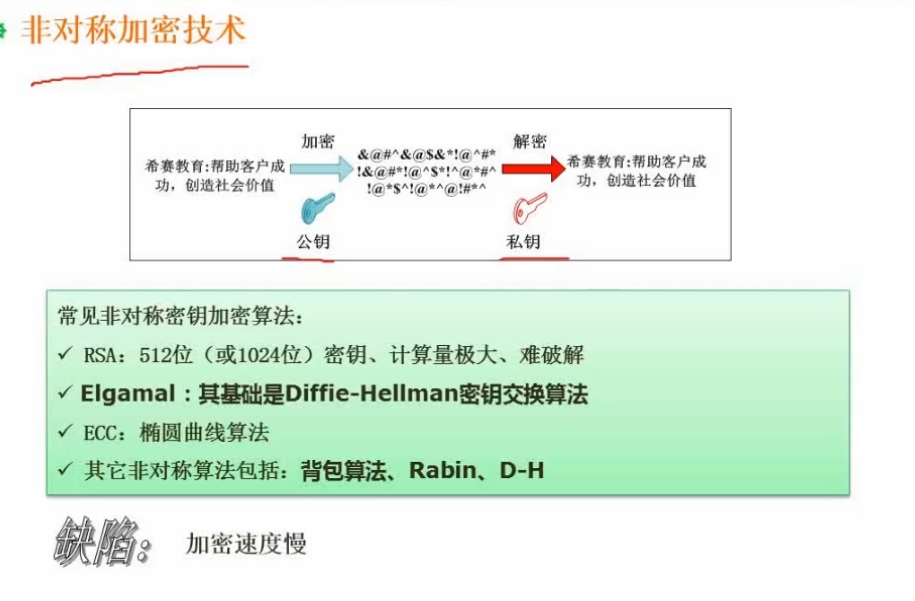 非对称加密技术
加密
解密
希赛教育:帮助客户成
功，创造社会价值
&@#^&@$&*!@^#*
!&@#*!@^$*!^@*#^
!@*$^!@*^@!#*^
希赛教育:帮助客户成
功，创造社会价值
公钥
私钥
常见非对称密钥加密算法：
✓ RSA：512位（或1024位）密钥、计算量极大、难破解
✓ Elgamal：其基础是Diffie-Hellman密钥交换算法
✓ ECC：椭圆曲线算法
✓ 其它非对称算法包括：背包算法、Rabin、D-H
缺陷： 加密速度慢